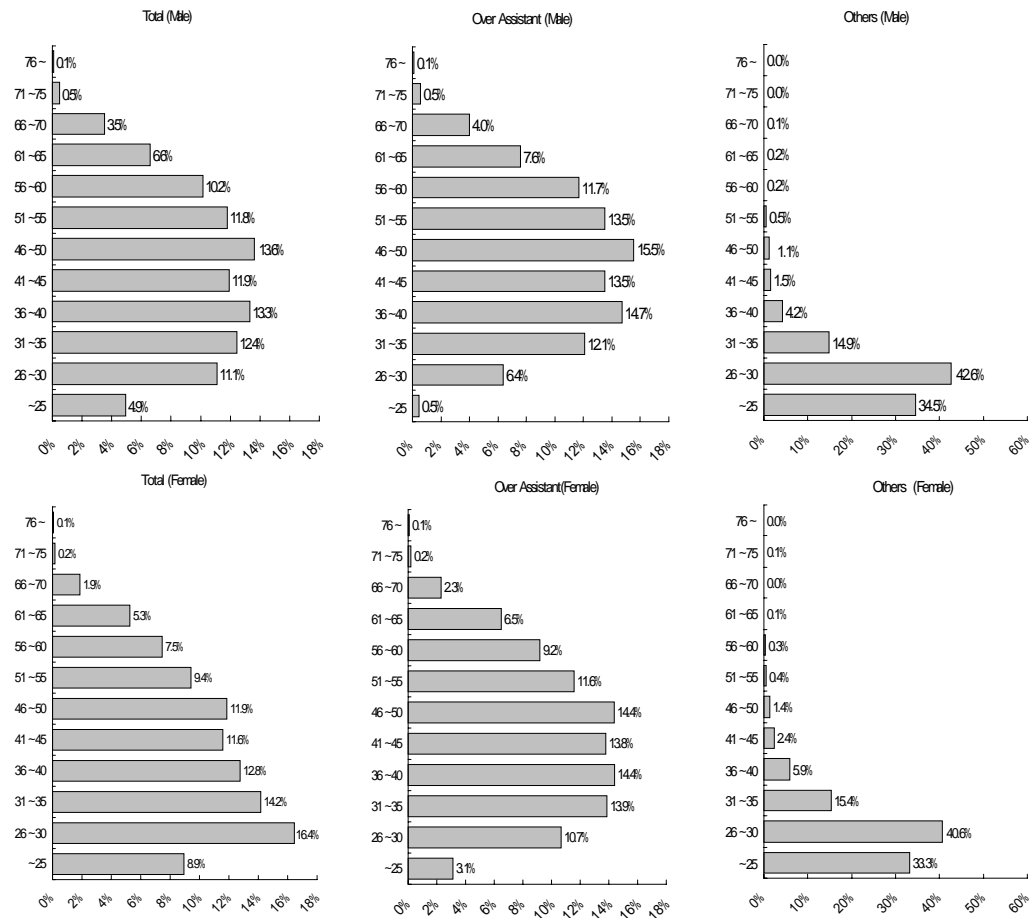 Total (Male)
76 ~ 0.1%
71 ~75 0.5%
66 ~70 3.5%
61 ~65 6.6%
56 ~60 10.2%
51 ~55 11.8%
46 ~50 13.6%
41 ~45 11.9%
36 ~40 13.3%
31 ~35 12.4%
26 ~30 11.1%
~25 4.9%
0% 2% 4% 6% 8% 10% 12% 14% 16% 18%
Over Assistant (Male)
76 ~ 0.1%
71 ~75 0.5%
66 ~70 4.0%
61 ~65 7.6%
56 ~60 11.7%
51 ~55 13.5%
46 ~50 15.5%
41 ~45 13.5%
36 ~40 14.7%
31 ~35 12.1%
26 ~30 6.4%
~25 0.5%
0% 2% 4% 6% 8% 10% 12% 14% 16% 18%
Others (Male)
76 ~ 0.0%
71 ~75 0.0%
66 ~70 0.1%
61 ~65 0.2%
56 ~60 0.2%
51 ~55 0.5%
46 ~50 1.1%
41 ~45 1.5%
36 ~40 4.2%
31 ~35 14.9%
26 ~30 42.6%
~25 34.5%
0% 10% 20% 30% 40% 50% 60%
Total (Female)
76 ~ 0.1%
71 ~75 0.2%
66 ~70 1.9%
61 ~65 5.3%
56 ~60 7.5%
51 ~55 9.4%
46 ~50 11.9%
41 ~45 11.6%
36 ~40 12.8%
31 ~35 14.2%
26 ~30 16.4%
~25 8.9%
0% 2% 4% 6% 8% 10% 12% 14% 16% 18%
Over Assistant(Female)
76 ~ 0.1%
71 ~75 0.2%
66 ~70 2.3%
61 ~65 6.5%
56 ~60 9.2%
51 ~55 11.6%
46 ~50 14.4%
41 ~45 13.8%
36 ~40 14.4%
31 ~35 13.9%
26 ~30 10.7%
~25 3.1%
0% 2% 4% 6% 8% 10% 12% 14% 16% 18%
Others (Female)
76 ~ 0.0%
71 ~75 0.1%
66 ~70 0.0%
61 ~65 0.1%
56 ~60 0.3%
51 ~55 0.4%
46 ~50 1.4%
41 ~45 2.4%
36 ~40 5.9%
31 ~35 15.4%
26 ~30 40.6%
~25 33.3%
0% 10% 20% 30% 40% 50% 60%